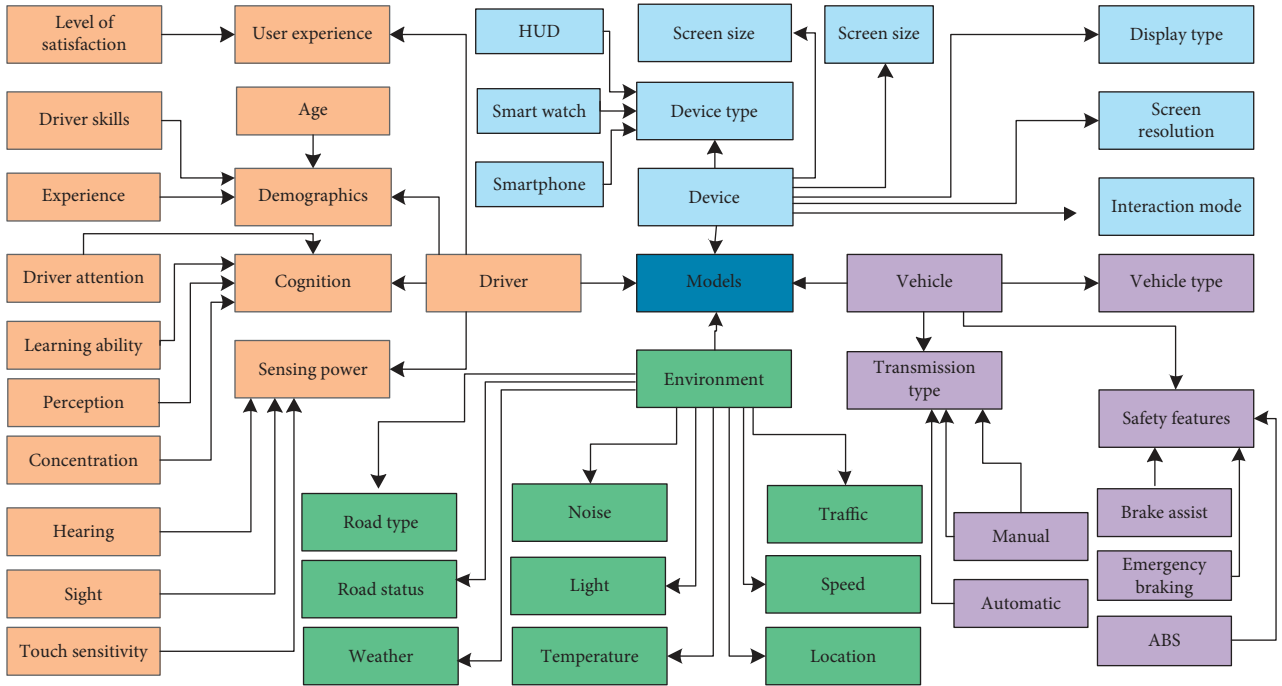 Level of
satisfaction
User experience
HUD
Screen size
Screen size
Display type
Driver skills
Age
Smart watch
Device type
Screen
resolution
Experience
Demographics
Smartphone
Device
Interaction mode
Driver attention
Cognition
Driver
Models
Vehicle
Vehicle type
Learning ability
Sensing power
Environment
Transmission
type
Perception
Safety features
Concentration
Road type
Noise
Traffic
Brake assist
Hearing
Manual
Road status
Light
Speed
Emergency
braking
Sight
Automatic
Touch sensitivity
Weather
Temperature
Location
ABS